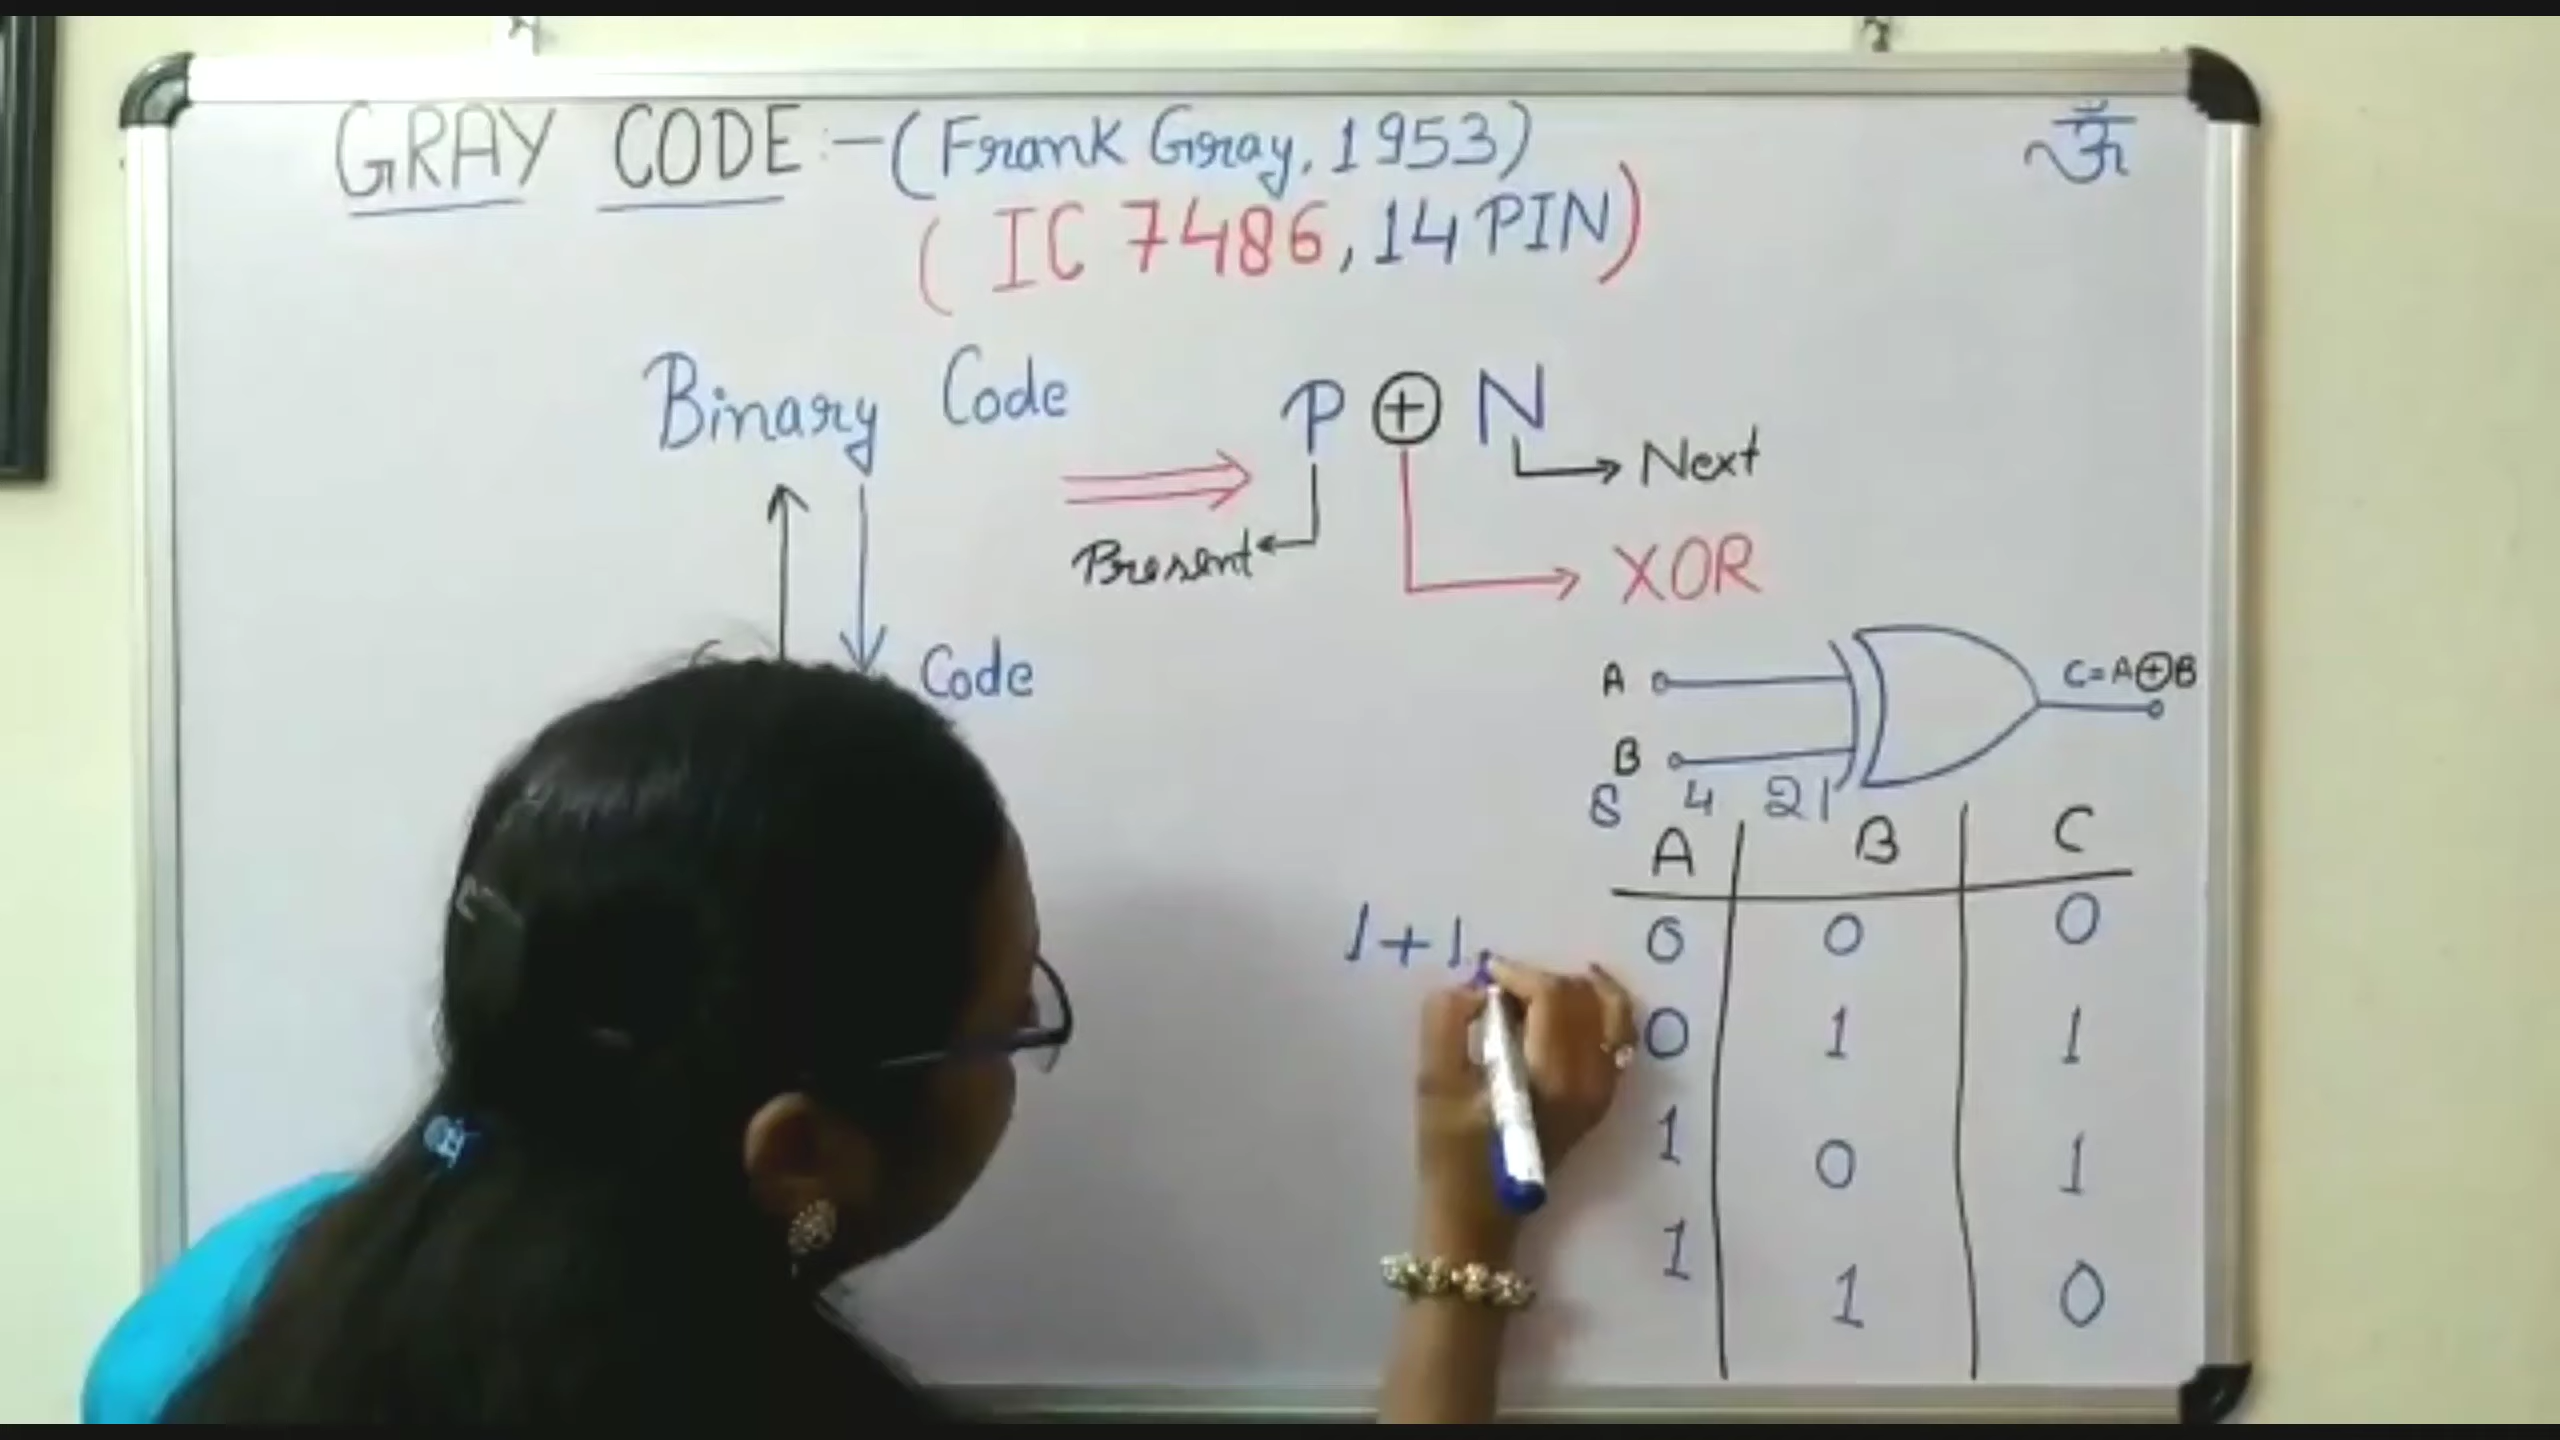 GRAY CODE :- (Frank Gray, 1953)
ॐ
( IC 7486, 14 PIN)
Binary Code
P ⊕ N
Next
Present
XOR
Code
A
C=A⊕B
B
8 4 2 1
A B C
0 0 0
1+1
0 1 1
1 0 1
1 1 0